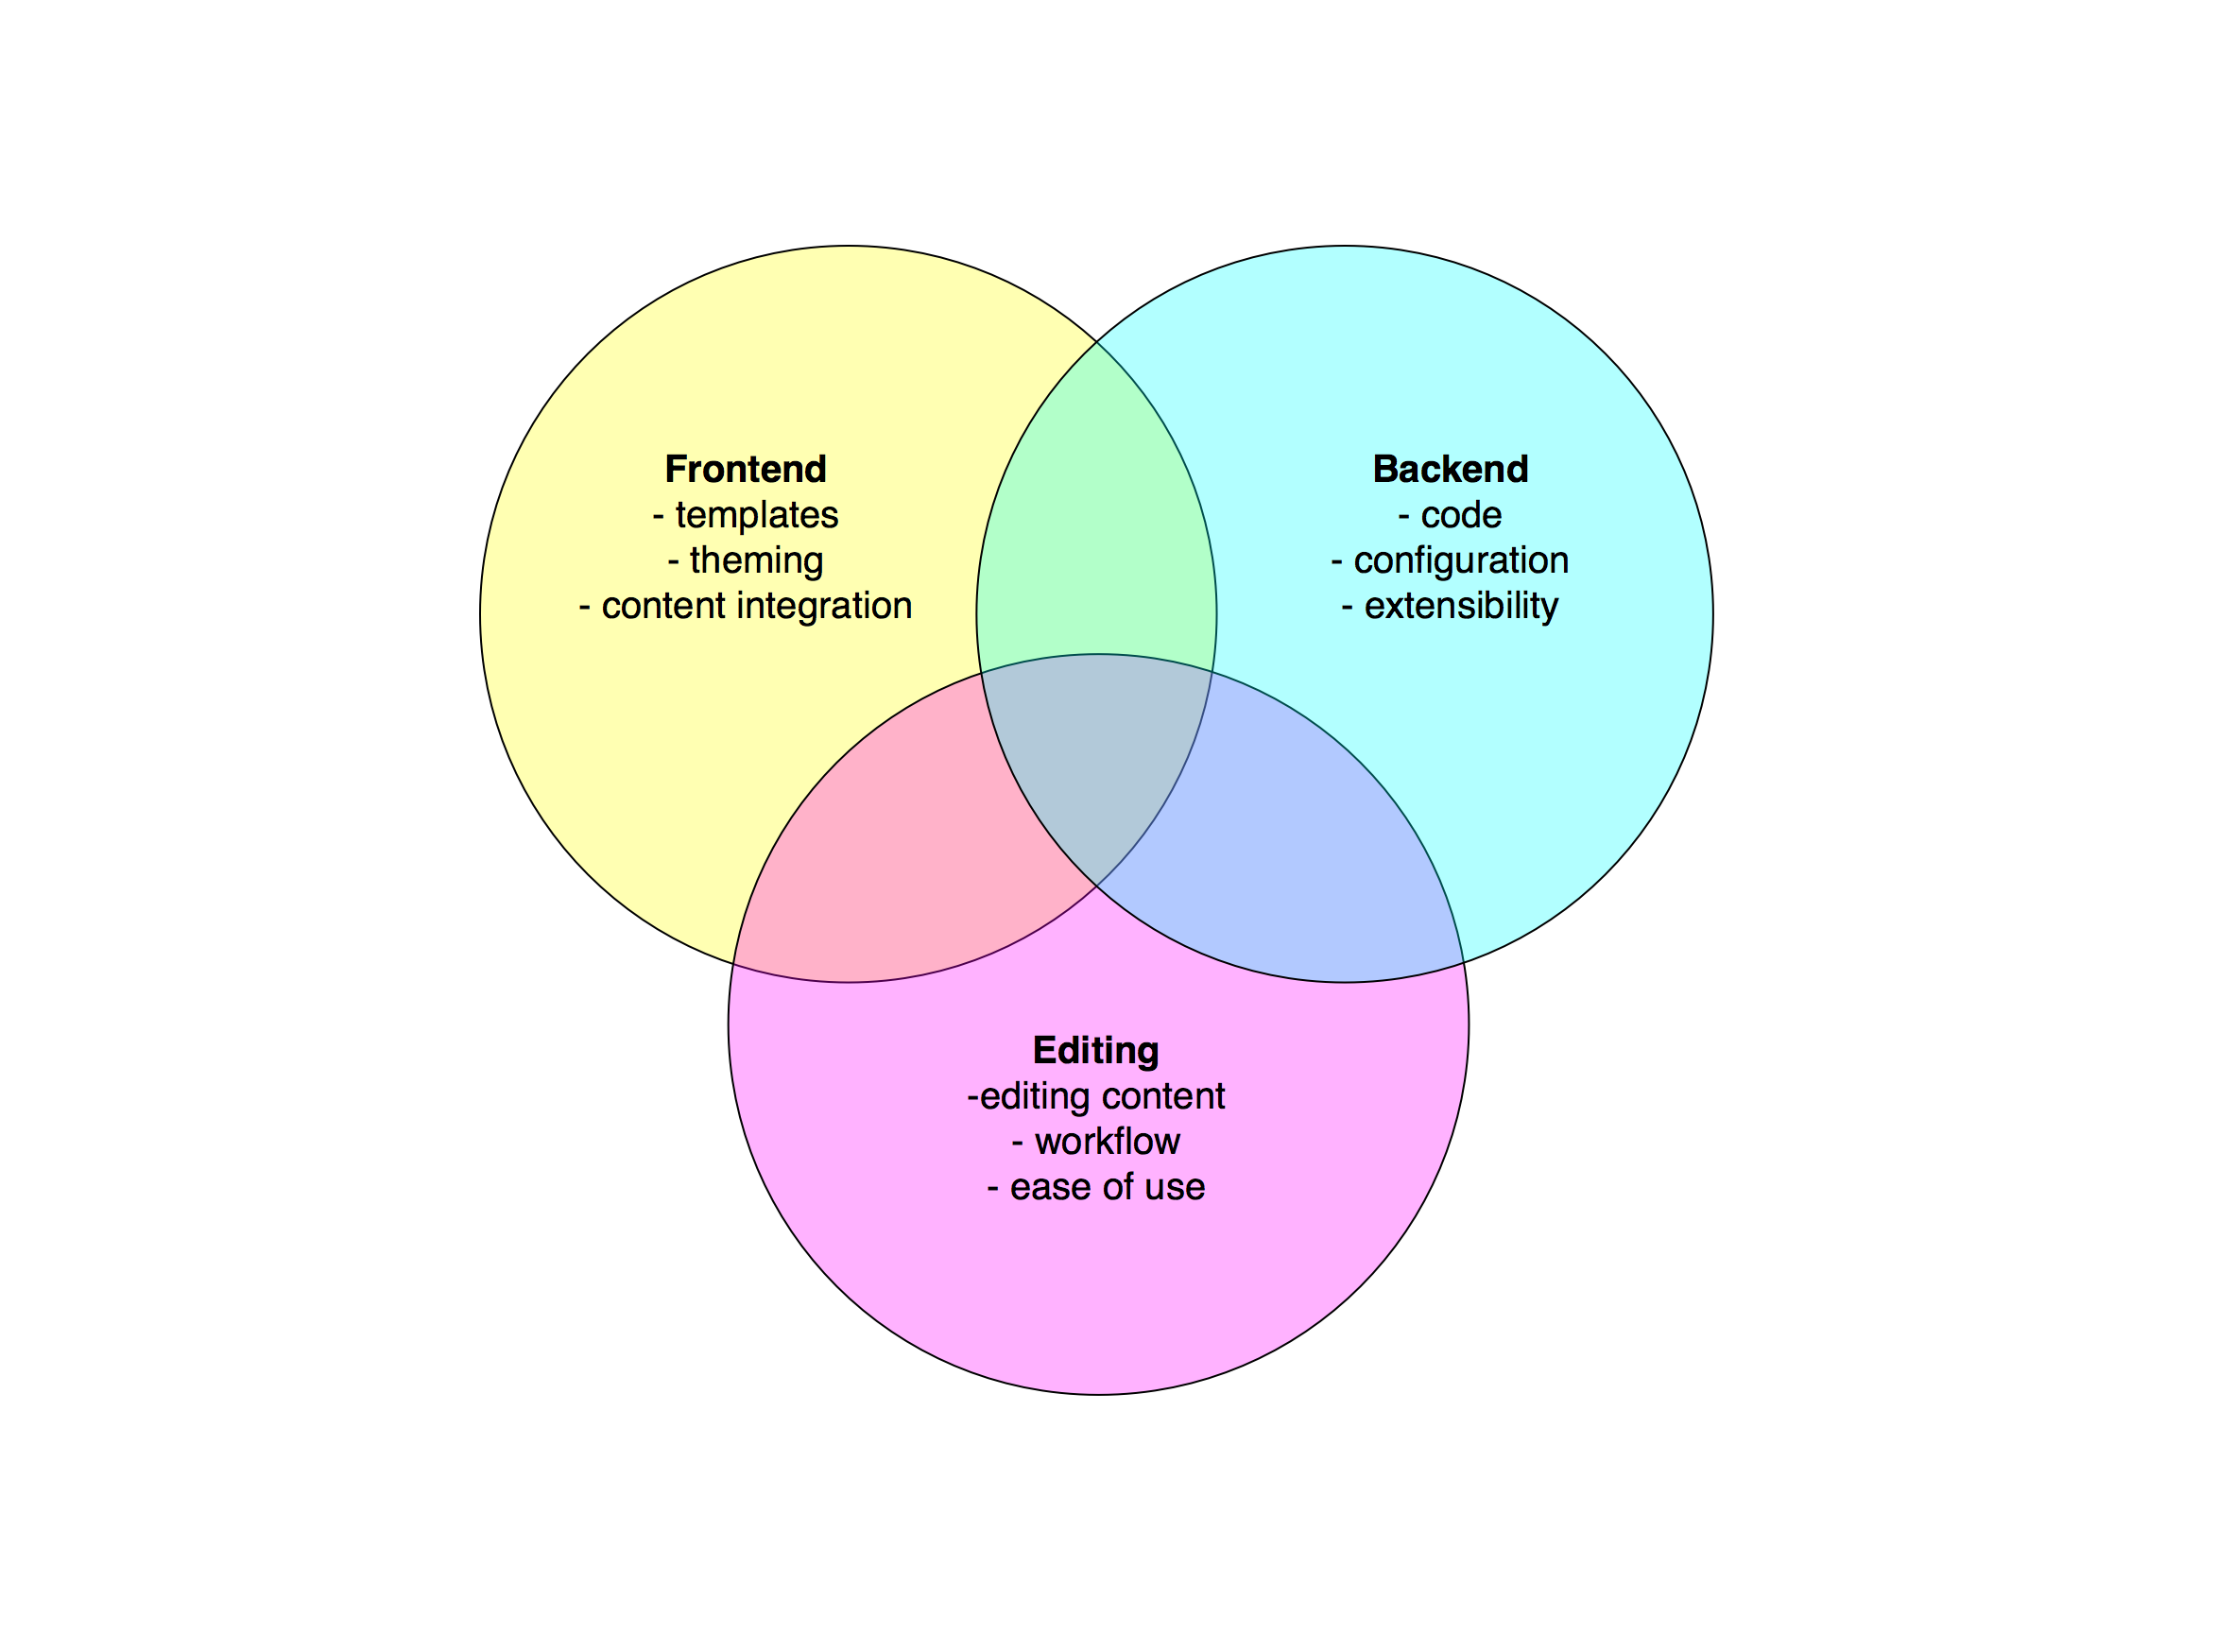 Frontend
- templates
- theming
- content integration
Backend
- code
- configuration
- extensibility
Editing
-editing content
- workflow
- ease of use